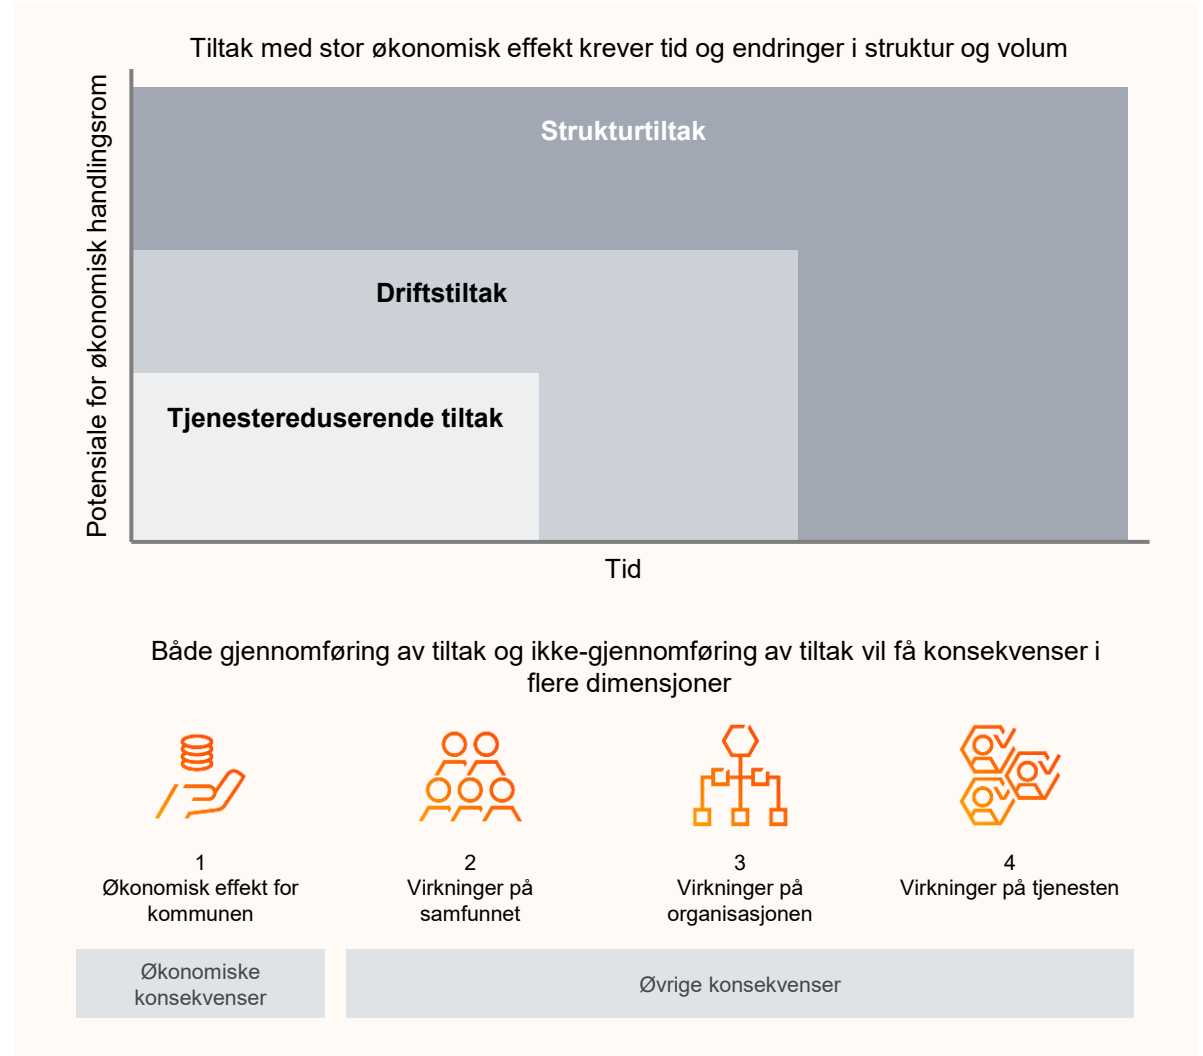 Tiltak med stor økonomisk effekt krever tid og endringer i struktur og volum
Potensiale for økonomisk handlingsrom
Strukturtiltak
Driftstiltak
Tjenestereduserende tiltak
Tid
Både gjennomføring av tiltak og ikke-gjennomføring av tiltak vil få konsekvenser i
flere dimensjoner
1
Økonomisk effekt for
kommunen
2
Virkninger på
samfunnet
3
Virkninger på
organisasjonen
4
Virkninger på tjenesten
Økonomiske
konsekvenser
Øvrige konsekvenser